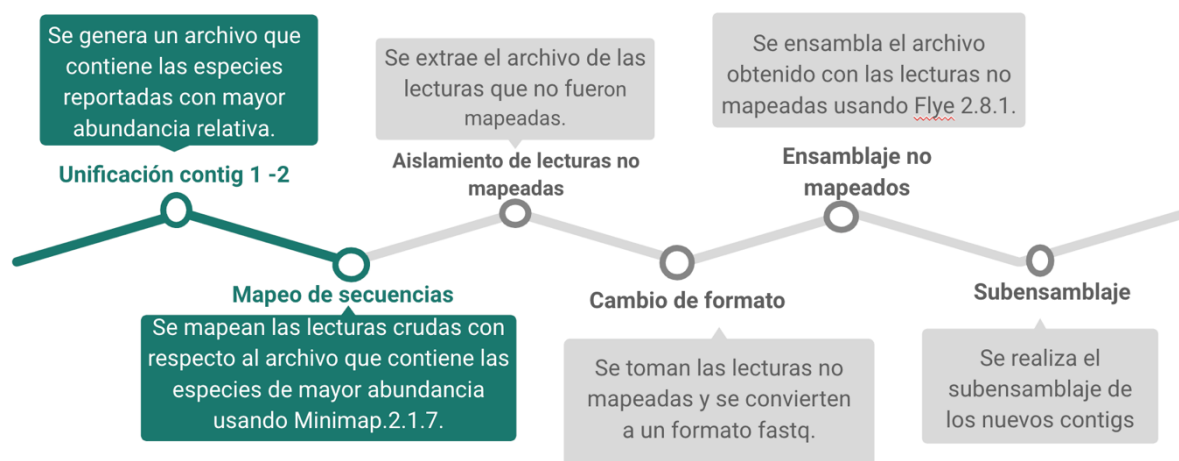 Se genera un archivo que
contiene las especies
reportadas con mayor
abundancia relativa.
Unificación contig 1 -2
Mapeo de secuencias
Se mapean las lecturas crudas con
respecto al archivo que contiene las
especies de mayor abundancia
usando Minimap.2.1.7.
Se extrae el archivo de las
lecturas que no fueron
mapeadas.
Aislamiento de lecturas no
mapeadas
Cambio de formato
Se toman las lecturas no
mapeadas y se convierten
a un formato fastq.
Se ensambla el archivo
obtenido con las lecturas no
mapeadas usando Flye 2.8.1.
Ensamblaje no
mapeados
Subensamblaje
Se realiza el
subensamblaje de
los nuevos contigs